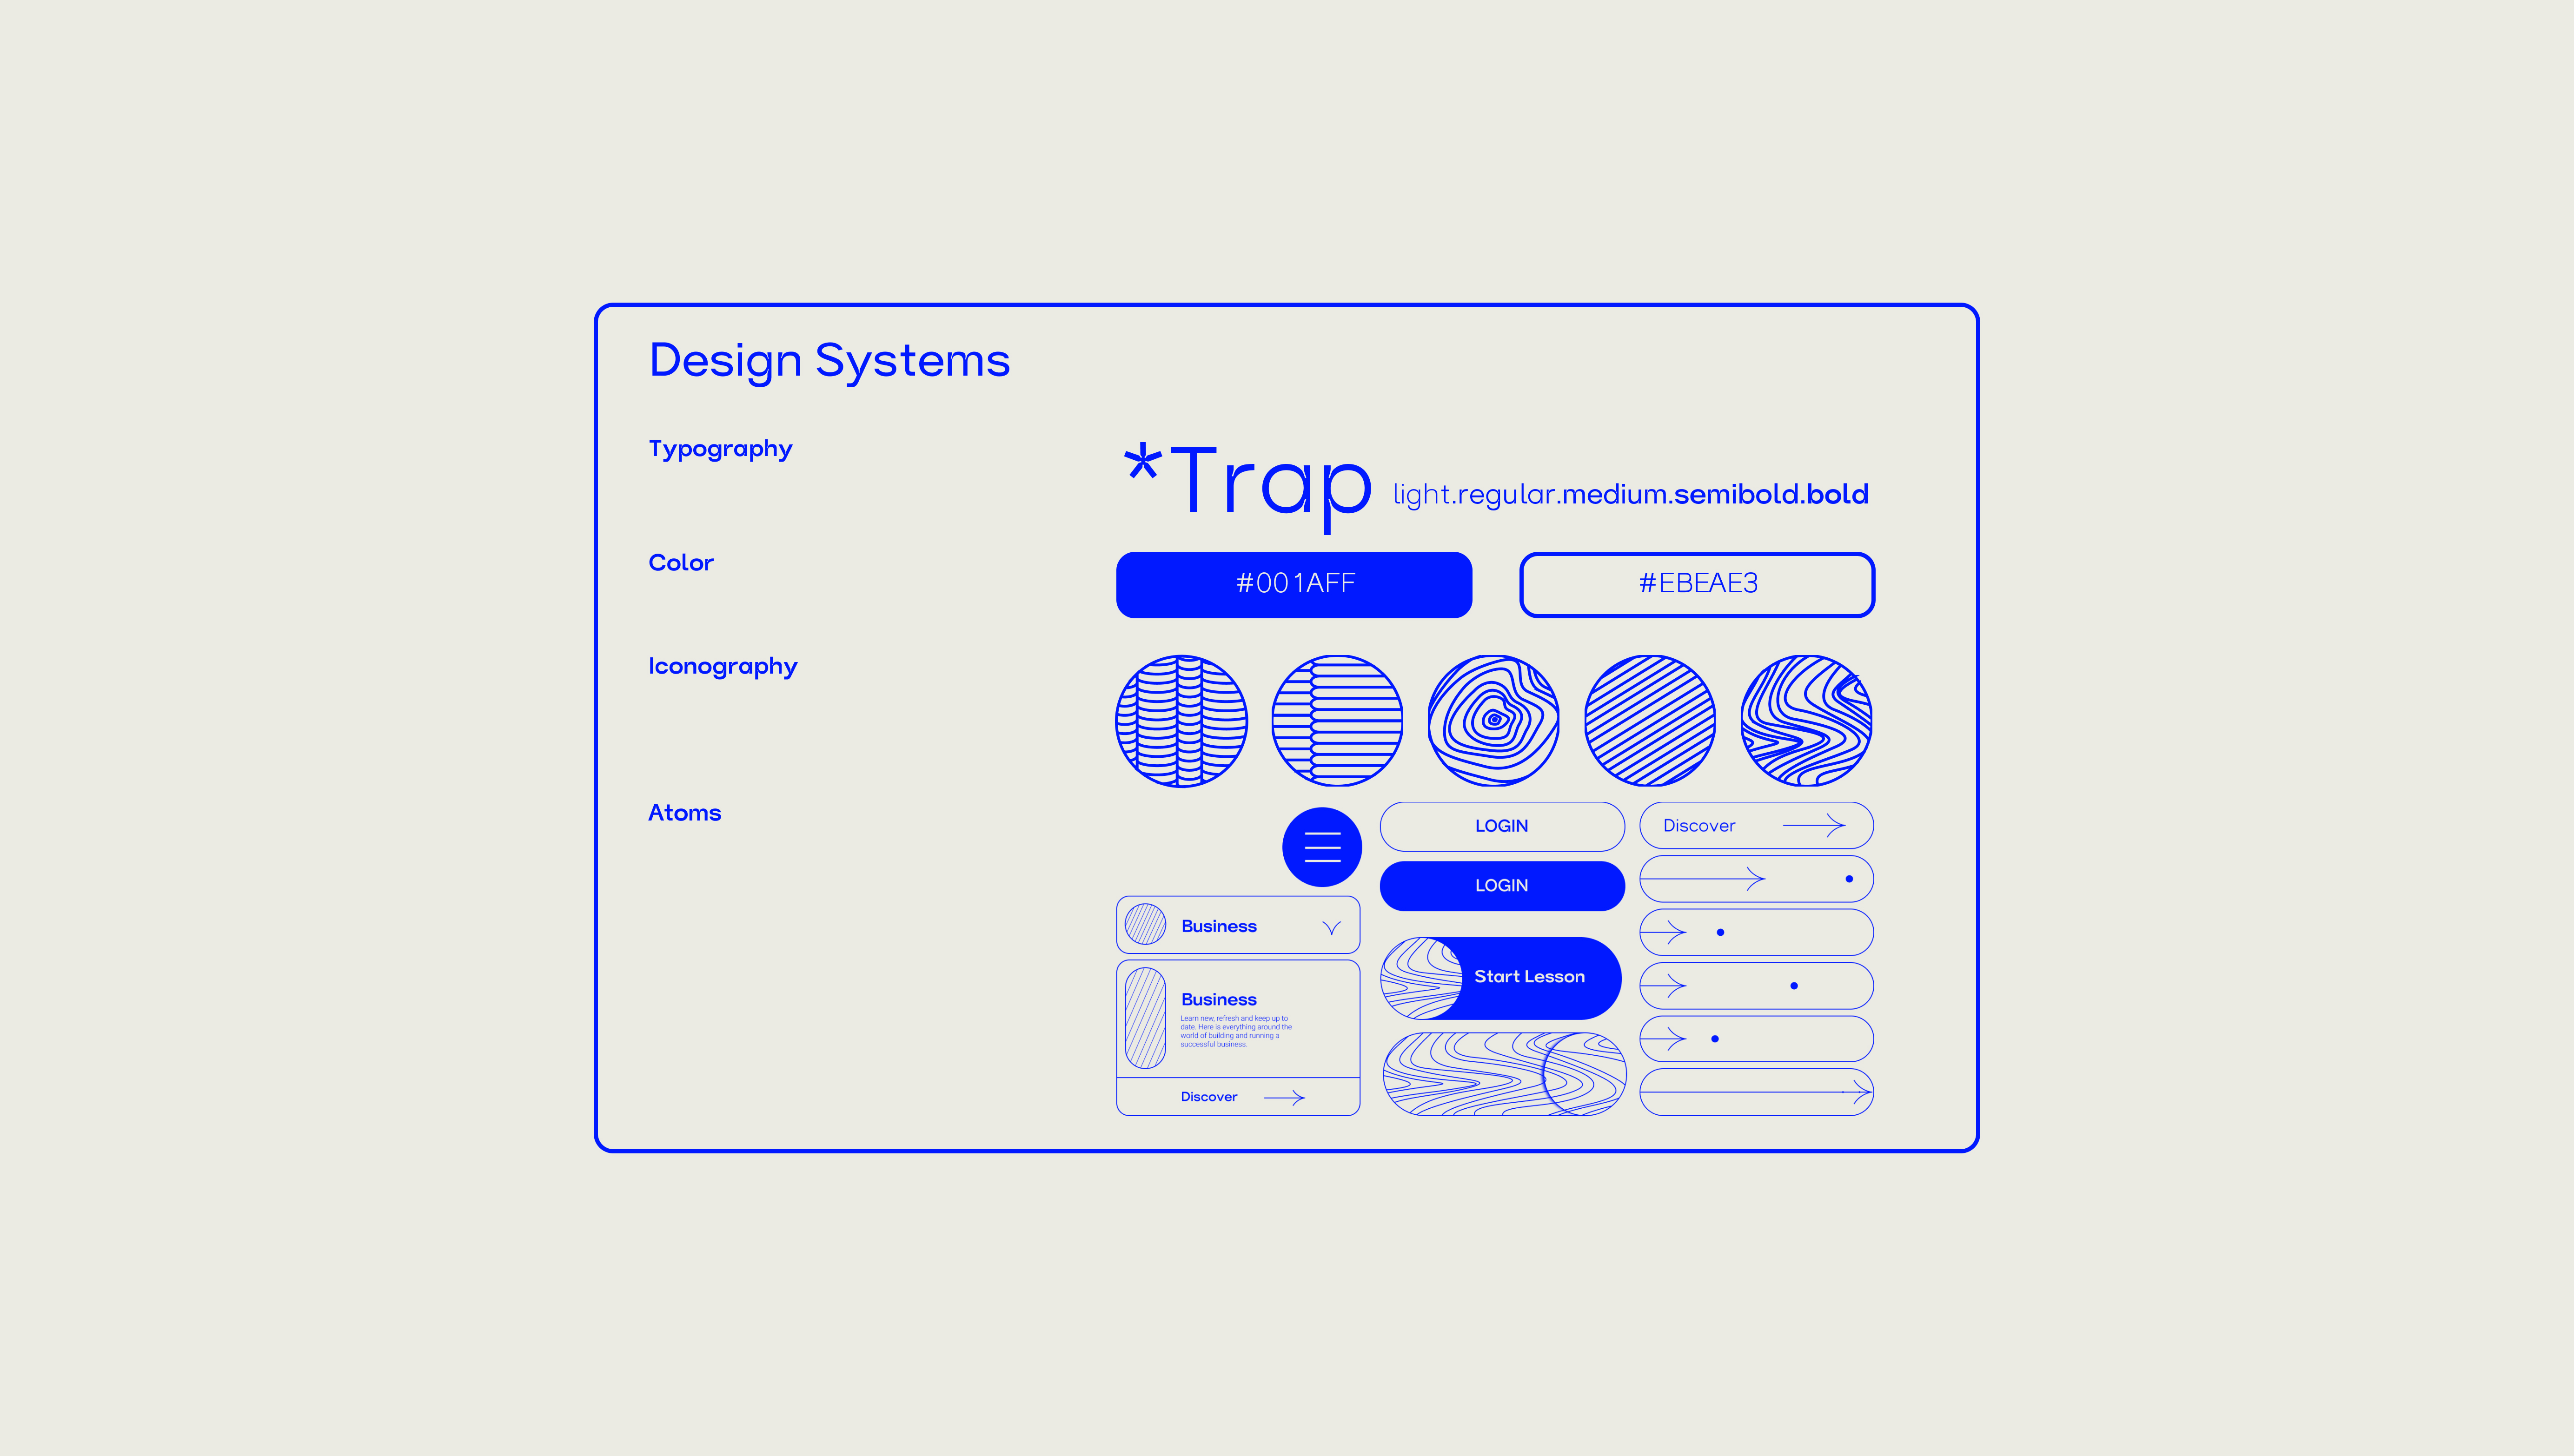 Design Systems
Typography
*Trap
light.regular.medium.semibold.bold
Color
#001AFF
#EBEAE3
Iconography
Atoms
LOGIN
Discover
LOGIN
Business
Start Lesson
Business
Learn new, refresh and keep up to
date. Here is everything around the
world of building and running a
successful business.
Discover